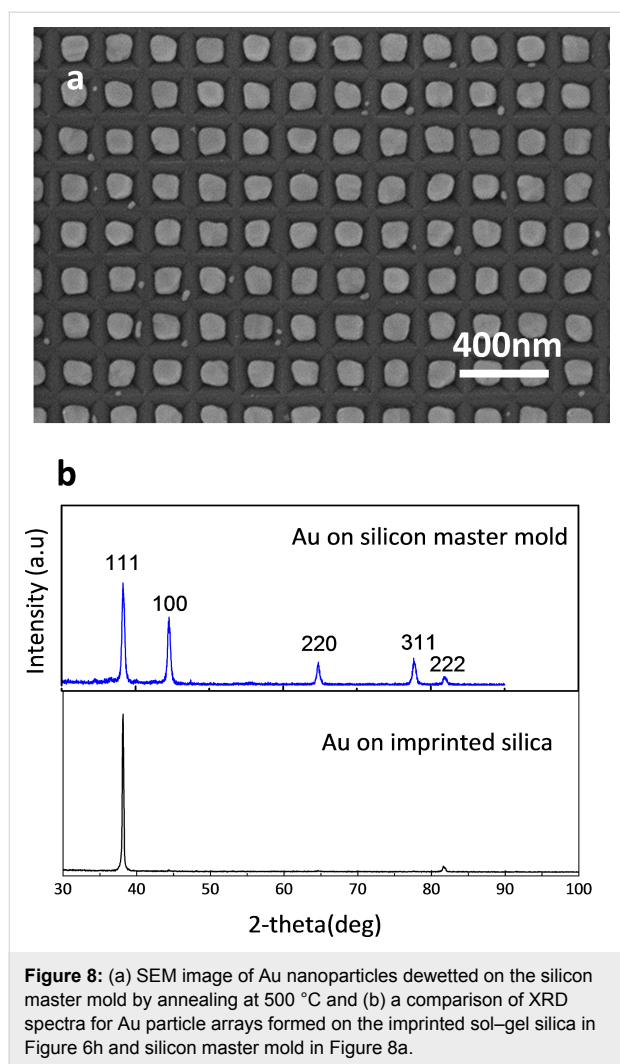 a
400nm
b
Intensity (a.u)
Au on silicon master mold
111
100
220
311
222
Au on imprinted silica
30 40 50 60 70 80 90 100
2-theta(deg)
Figure 8: (a) SEM image of Au nanoparticles dewetted on the silicon
master mold by annealing at 500 °C and (b) a comparison of XRD
spectra for Au particle arrays formed on the imprinted sol–gel silica in
Figure 6h and silicon master mold in Figure 8a.